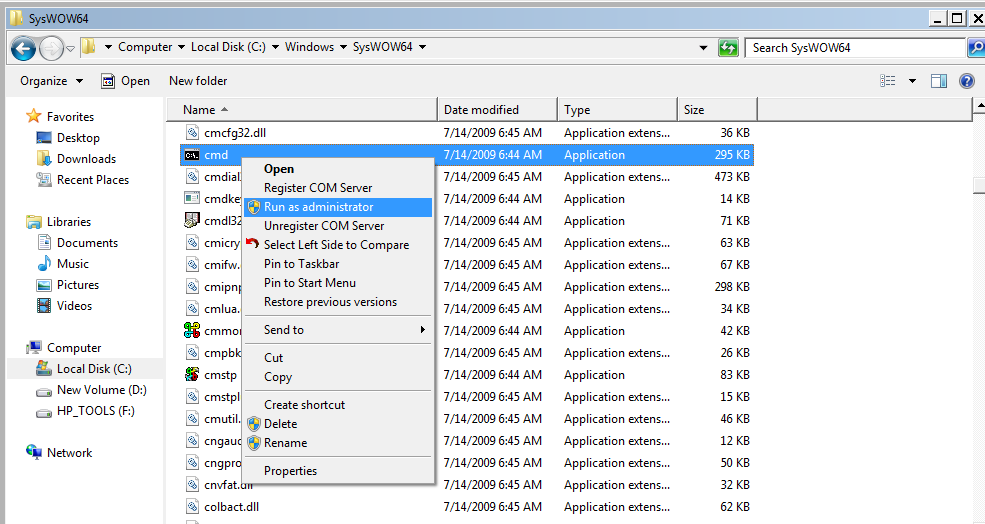 SysWOW64
Computer Local Disk (C:) Windows SysWOW64
Search SysWOW64
Organize Open New folder
Name Date modified Type Size
Favorites
Desktop
Downloads
Recent Places
Libraries
Documents
Music
Pictures
Videos
Computer
Local Disk (C:)
New Volume (D:)
HP_TOOLS (F:)
Network
cmcfg32.dll 7/14/2009 6:45 AM Application extens... 36 KB
C:\. cmd 7/14/2009 6:44 AM Application 295 KB
cmdial 7/14/2009 6:45 AM Application extens... 473 KB
cmdke 7/14/2009 6:44 AM Application 14 KB
cmdl32 7/14/2009 6:44 AM Application 71 KB
cmicry 7/14/2009 6:45 AM Application extens... 63 KB
cmifw. 7/14/2009 6:45 AM Application extens... 67 KB
cmipnp 7/14/2009 6:45 AM Application extens... 298 KB
cmlua. 7/14/2009 6:45 AM Application extens... 34 KB
cmmon 7/14/2009 6:44 AM Application 42 KB
cmpbk 7/14/2009 6:45 AM Application extens... 26 KB
cmstp 7/14/2009 6:44 AM Application 83 KB
cmstpl 7/14/2009 6:45 AM Application extens... 15 KB
cmutil. 7/14/2009 6:45 AM Application extens... 46 KB
cngaud 7/14/2009 6:45 AM Application extens... 12 KB
cngpro 7/14/2009 6:45 AM Application extens... 50 KB
cnvfat.dll 7/14/2009 6:45 AM Application extens... 32 KB
colbact.dll 7/14/2009 6:45 AM Application extens... 62 KB
Open
Register COM Server
Run as administrator
Unregister COM Server
Select Left Side to Compare
Pin to Taskbar
Pin to Start Menu
Restore previous versions
Send to
Cut
Copy
Create shortcut
Delete
Rename
Properties